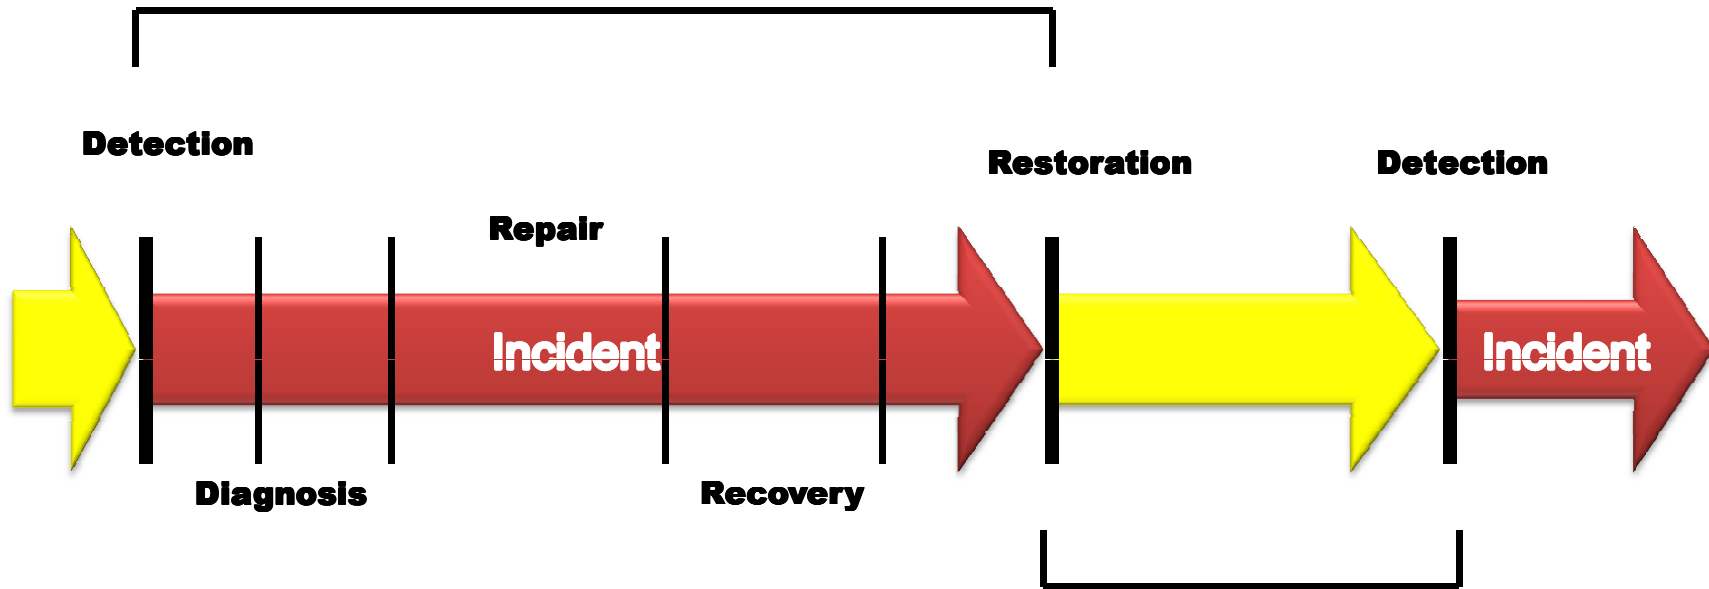 Detection
Restoration
Detection
Repair
Incident
Incident
Diagnosis
Recovery